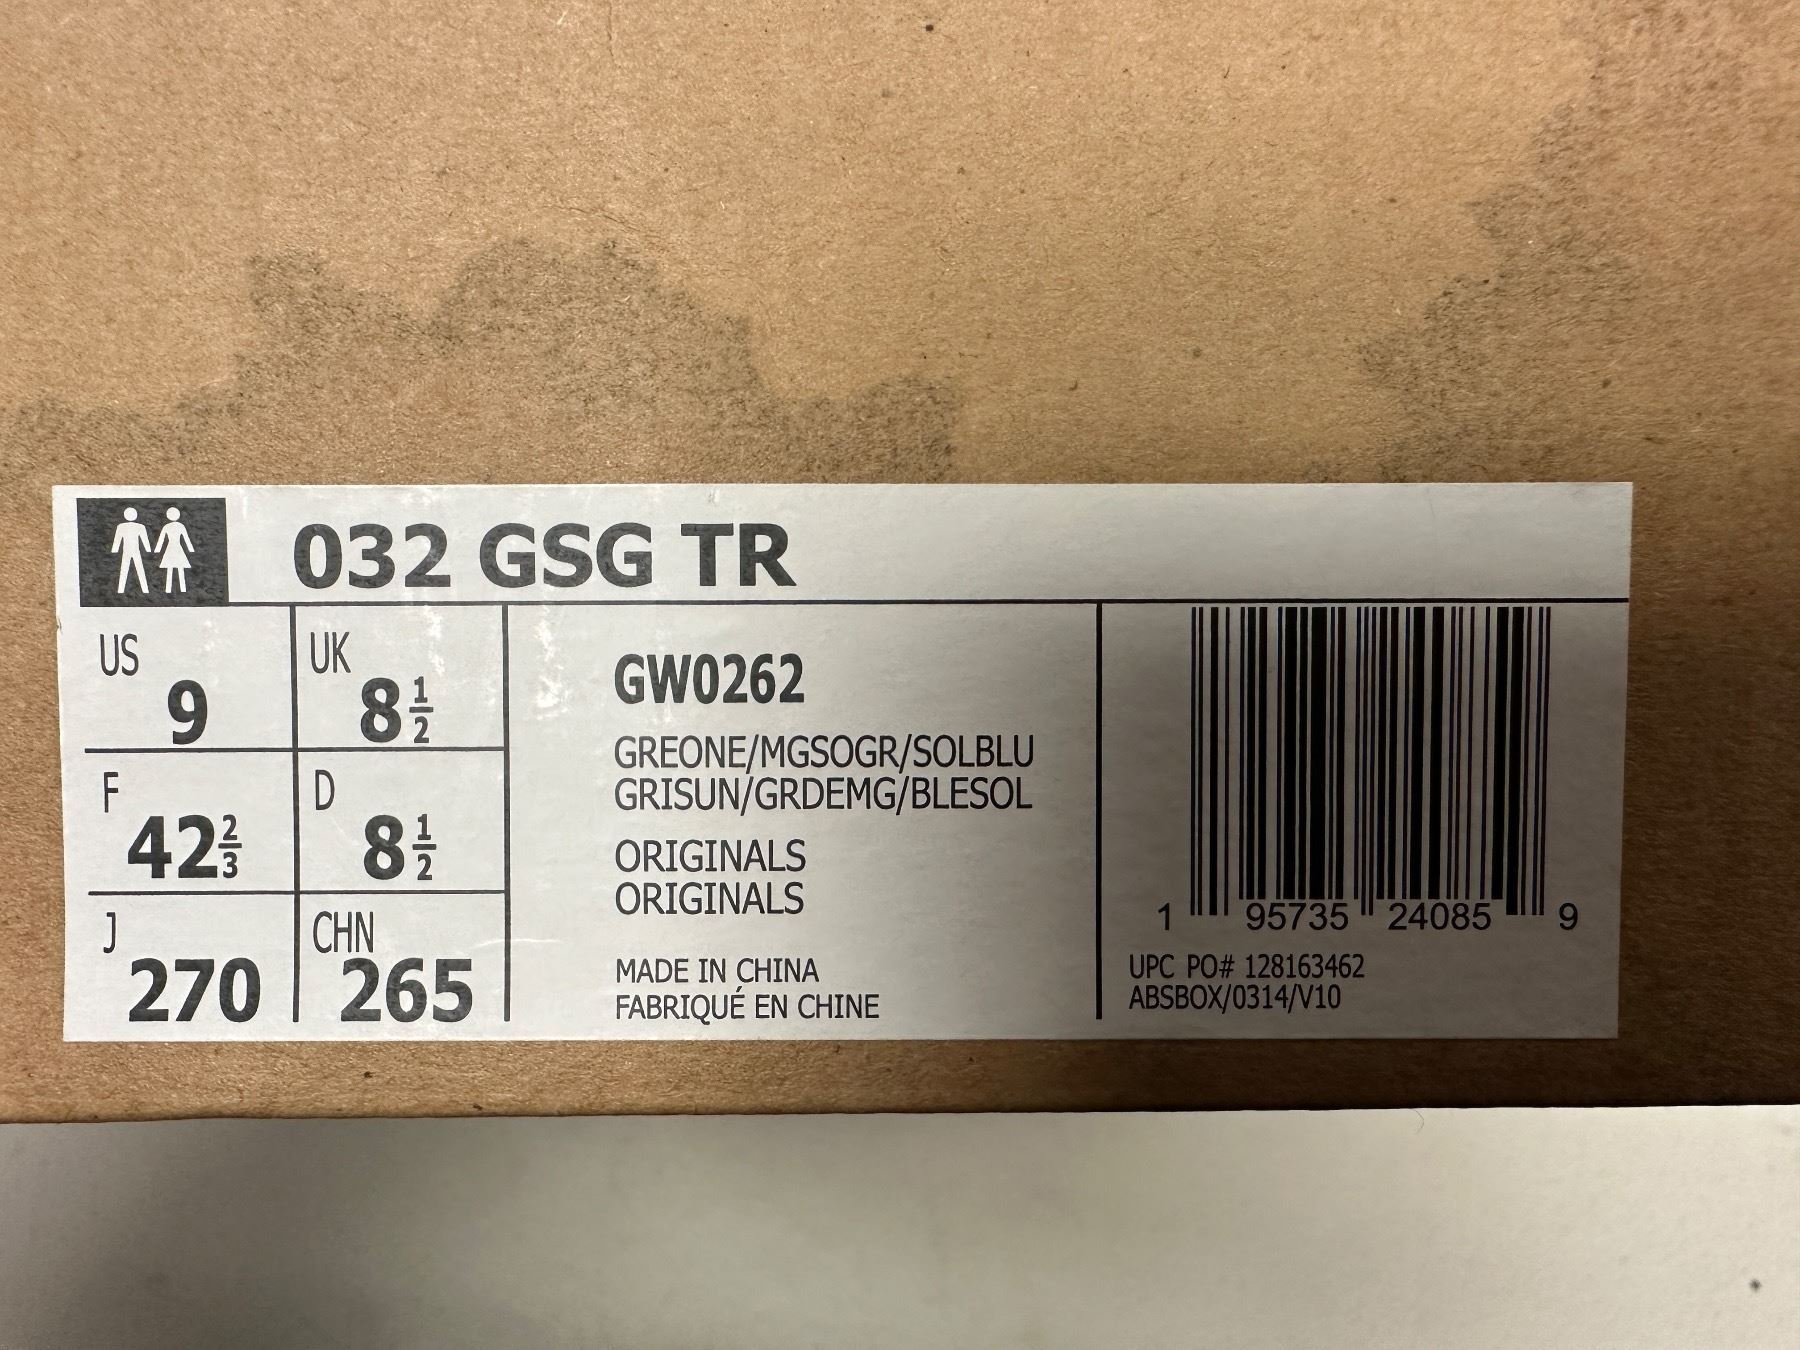 032 GSG TR
US 9
UK 8 1/2
F 42 2/3
D 8 1/2
J 270
CHN 265
GW0262
GREONE/MGSOGR/SOLBLU
GRISUN/GRDEMG/BLESOL
ORIGINALS
ORIGINALS
MADE IN CHINA
FABRIQUÉ EN CHINE
1 95735 24085 9
UPC PO# 128163462
ABSBOX/0314/V10